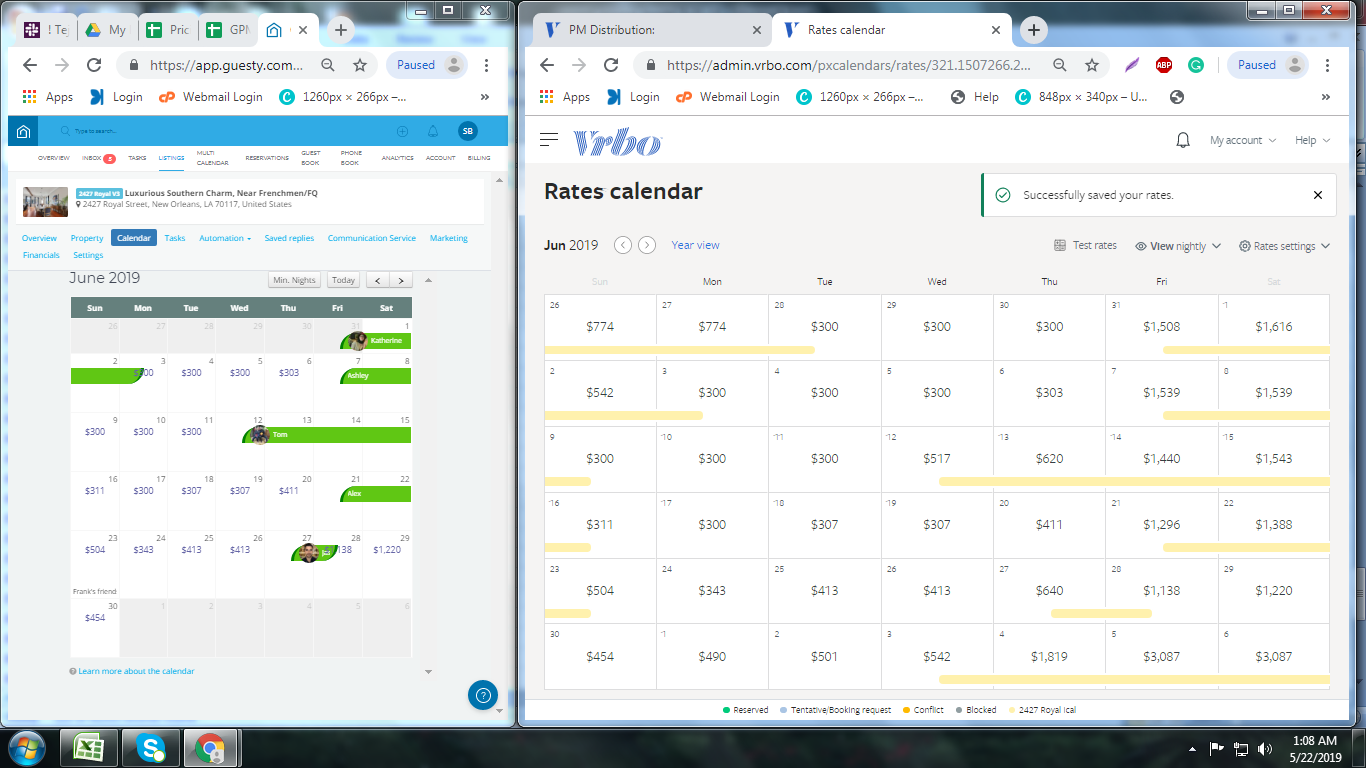 ! Tej
My
Pric
GPM
https://app.guesty.com...
Paused
Apps
Login
Webmail Login
1260px × 266px –...
»
Type to search...
SB
OVERVIEW INBOX 5 TASKS LISTINGS MULTI CALENDAR RESERVATIONS GUEST BOOK PHONE BOOK ANALYTICS ACCOUNT BILLING
2427 Royal V3 Luxurious Southern Charm, Near Frenchmen/FQ
2427 Royal Street, New Orleans, LA 70117, United States
Overview Property Calendar Tasks Automation Saved replies Communication Service Marketing
Financials Settings
June 2019 Min. Nights Today < >
Sun Mon Tue Wed Thu Fri Sat
26 27 28 29 30 31 1
Katherine
2 3 4 5 6 7 8
$300 $300 $300 $303 Ashley
9 10 11 12 13 14 15
$300 $300 $300 Tom
16 17 18 19 20 21 22
$311 $300 $307 $307 $411 Alex
23 24 25 26 27 28 29
$504 $343 $413 $413 138 $1,220
Frank's friend
30 1 2 3 4 5 6
$454
Learn more about the calendar
PM Distribution:
Rates calendar
https://admin.vrbo.com/pxcalendars/rates/321.1507266.2...
ABP
Paused
Apps
Login
Webmail Login
1260px × 266px –...
Help
848px × 340px – U...
»
Vrbo
My account
Help
Rates calendar
Successfully saved your rates.
Jun 2019 Year view Test rates View nightly Rates settings
Sun Mon Tue Wed Thu Fri Sat
26 27 28 29 30 31 1
$774 $774 $300 $300 $300 $1,508 $1,616
2 3 4 5 6 7 8
$542 $300 $300 $300 $303 $1,539 $1,539
9 10 11 12 13 14 15
$300 $300 $300 $517 $620 $1,440 $1,543
16 17 18 19 20 21 22
$311 $300 $307 $307 $411 $1,296 $1,388
23 24 25 26 27 28 29
$504 $343 $413 $413 $640 $1,138 $1,220
30 1 2 3 4 5 6
$454 $490 $501 $542 $1,819 $3,087 $3,087
Reserved Tentative/Booking request Conflict Blocked 2427 Royal ical
1:08 AM
5/22/2019